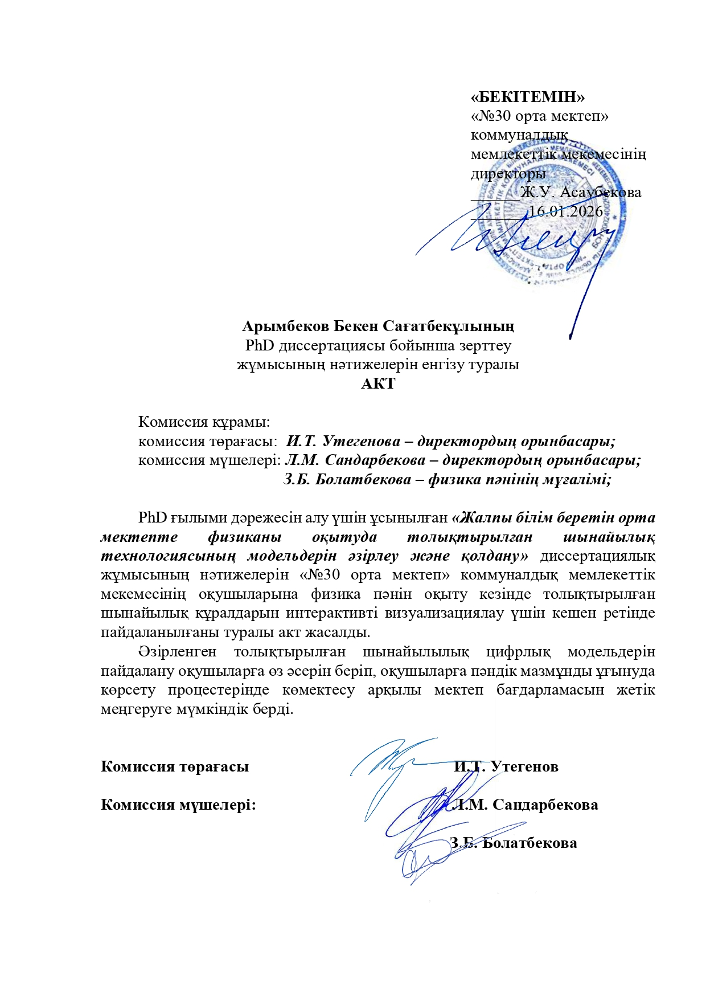 «БЕКІТЕМІН»
«№30 орта мектеп»
коммуналдық
мемлекеттік мекемесінің
директоры
______Ж.У. Асаубекова
_______16.01.2026
Арымбеков Бекен Сағатбекұлының
PhD диссертациясы бойынша зерттеу
жұмысының нәтижелерін енгізу туралы
АКТ
Комиссия құрамы:
комиссия төрағасы: И.Т. Утегенова – директордың орынбасары;
комиссия мүшелері: Л.М. Сандарбекова – директордың орынбасары;
З.Б. Болатбекова – физика пәнінің мұғалімі;
PhD ғылыми дәрежесін алу үшін ұсынылған «Жалпы білім беретін орта
мектепте физиканы оқытуда толықтырылған шынайылық
технологиясының модельдерін әзірлеу және қолдану» диссертациялық
жұмысының нәтижелерін «№30 орта мектеп» коммуналдық мемлекеттік
мекемесінің оқушыларына физика пәнін оқыту кезінде толықтырылған
шынайылық құралдарын интерактивті визуализациялау үшін кешен ретінде
пайдаланылғаны туралы акт жасалды.
Әзірленген толықтырылған шынайылылық цифрлық модельдерін
пайдалану оқушыларға өз әсерін беріп, оқушыларға пәндік мазмұнды ұғынуда
көрсету процестерінде көмектесу арқылы мектеп бағдарламасын жетік
меңгеруге мүмкіндік берді.
Комиссия төрағасы И.Т. Утегенов
Комиссия мүшелері: Л.М. Сандарбекова
З.Б. Болатбекова